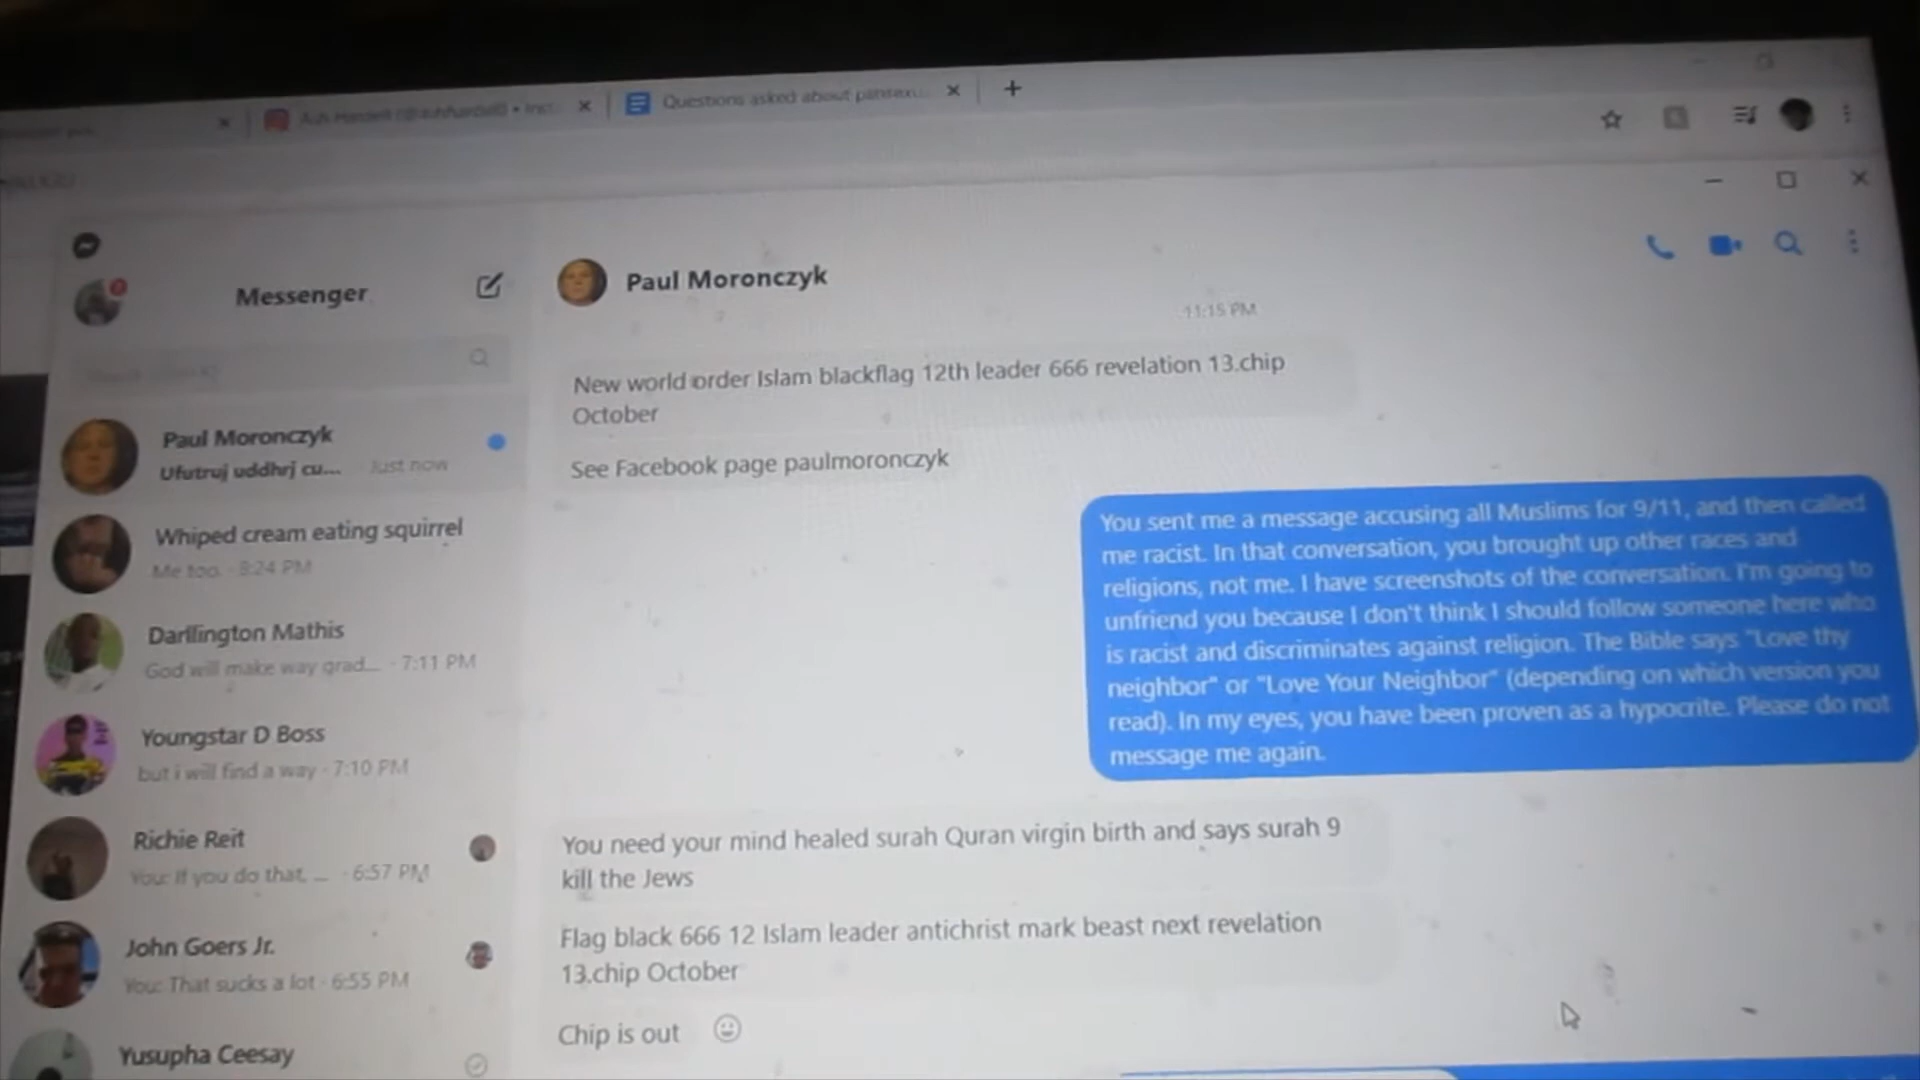 Questions asked about pansexu...
Messenger
Paul Moronczyk
Ufutruj uddhrj cu... Just now
Whiped cream eating squirrel
Me too. · 8:24 PM
Darllington Mathis
God will make way grad... · 7:11 PM
Youngstar D Boss
but i will find a way · 7:10 PM
Richie Reit
You: If you do that, ... · 6:57 PM
John Goers Jr.
You: That sucks a lot · 6:55 PM
Yusupha Ceesay
Paul Moronczyk
11:15 PM
New world order Islam blackflag 12th leader 666 revelation 13.chip
October
See Facebook page paulmoronczyk
You sent me a message accusing all Muslims for 9/11, and then called
me racist. In that conversation, you brought up other races and
religions, not me. I have screenshots of the conversation. I'm going to
unfriend you because I don't think I should follow someone here who
is racist and discriminates against religion. The Bible says "Love thy
neighbor" or "Love Your Neighbor" (depending on which version you
read). In my eyes, you have been proven as a hypocrite. Please do not
message me again.
You need your mind healed surah Quran virgin birth and says surah 9
kill the Jews
Flag black 666 12 Islam leader antichrist mark beast next revelation
13.chip October
Chip is out